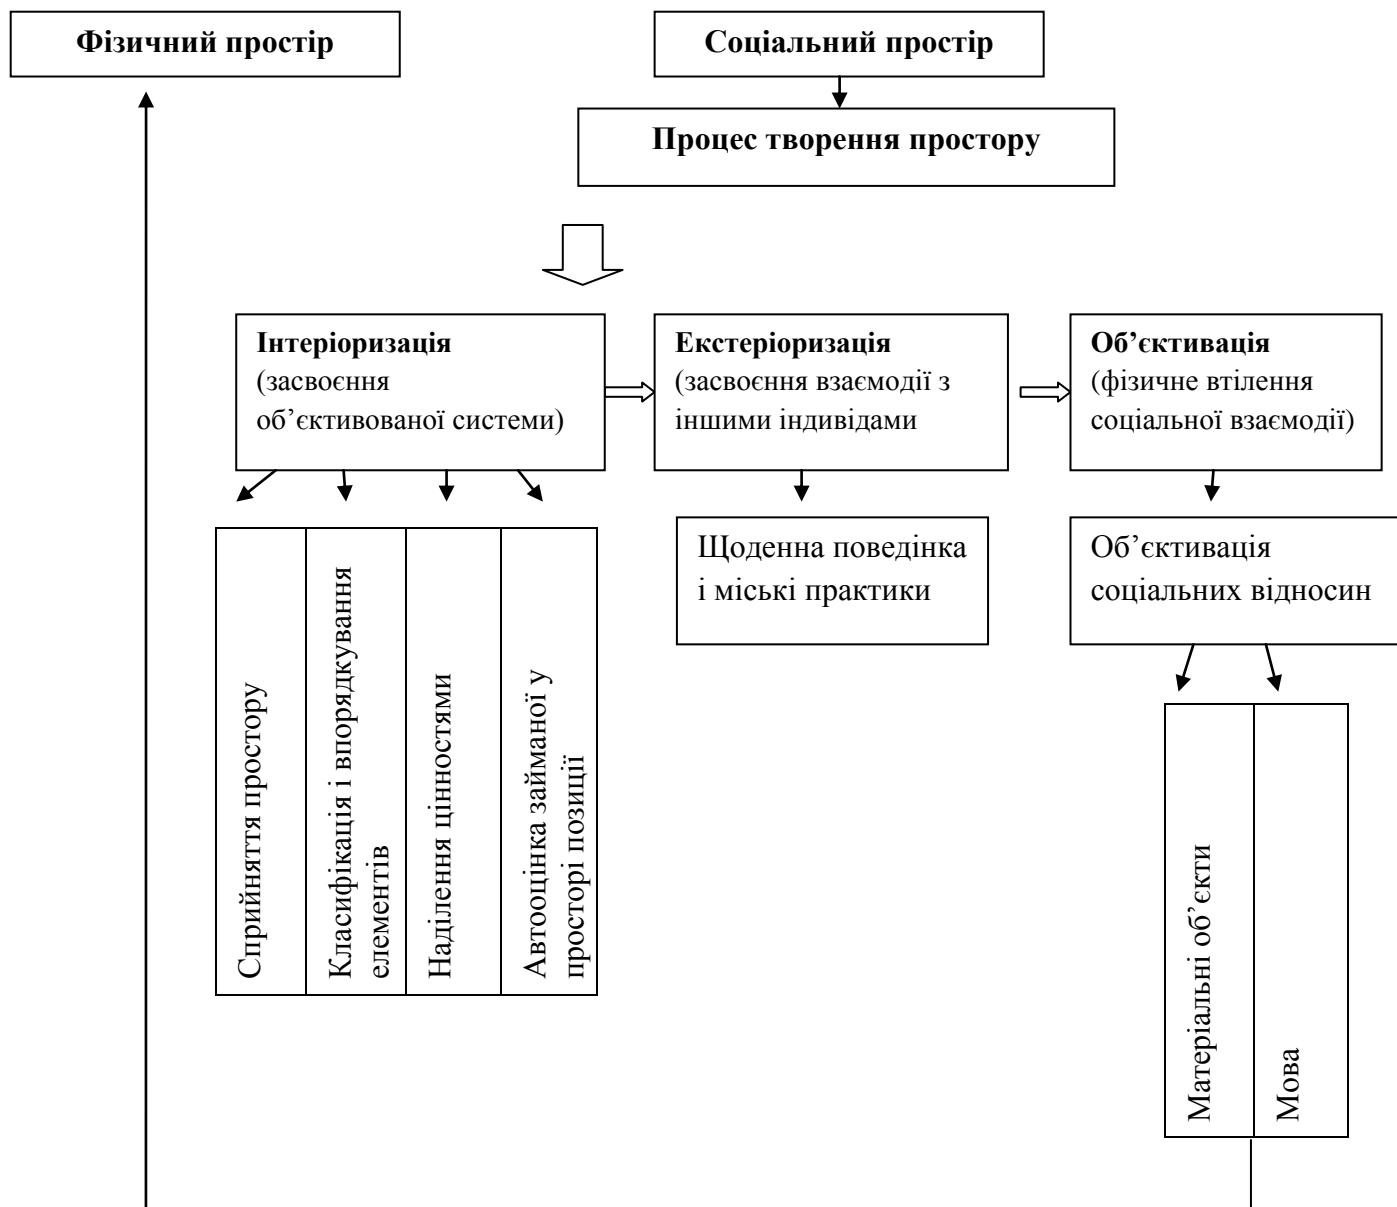 Фізичний простір
Соціальний простір
Процес творення простору
Інтеріоризація
(засвоєння
об’єктивованої системи)
Екстеріоризація
(засвоєння взаємодії з
іншими індивідами
Об’єктивація
(фізичне втілення
соціальної взаємодії)
Щоденна поведінка
і міські практики
Об’єктивація
соціальних відносин
Сприйняття простору
Класифікація і впорядкування
елементів
Наділення цінностями
Автооцінка займаної у
просторі позиції
Матеріальні об’єкти
Мова